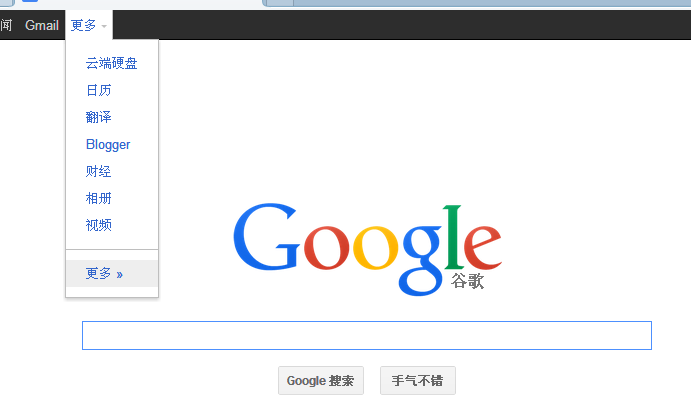 闻 Gmail 更多
云端硬盘
日历
翻译
Blogger
财经
相册
视频
更多 »
Google
谷歌
Google 搜索 手气不错